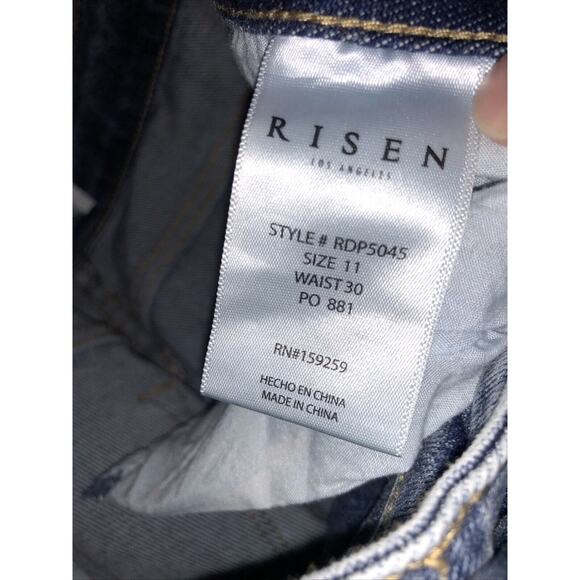 RISEN
LOS ANGELES
STYLE # RDP5045
SIZE 11
WAIST 30
PO 881
RN#159259
HECHO EN CHINA
MADE IN CHINA